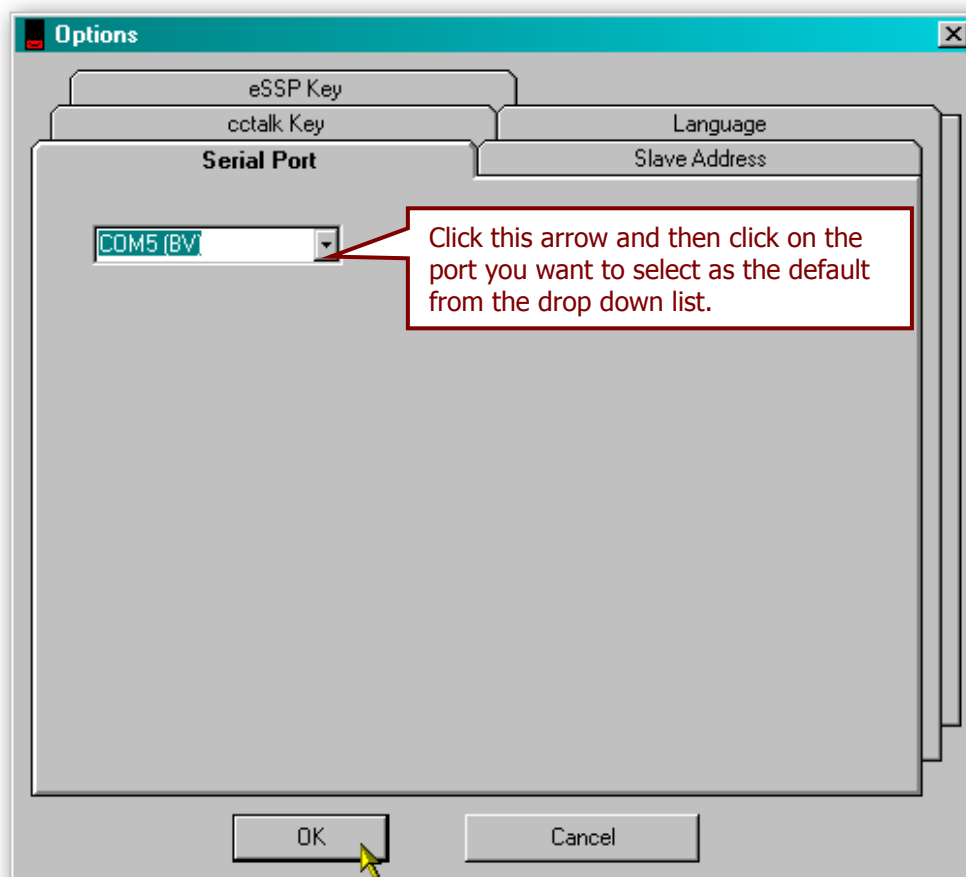 Options
eSSP Key
cctalk Key
Language
Serial Port
Slave Address
COM5 (BV)
Click this arrow and then click on the
port you want to select as the default
from the drop down list.
OK
Cancel